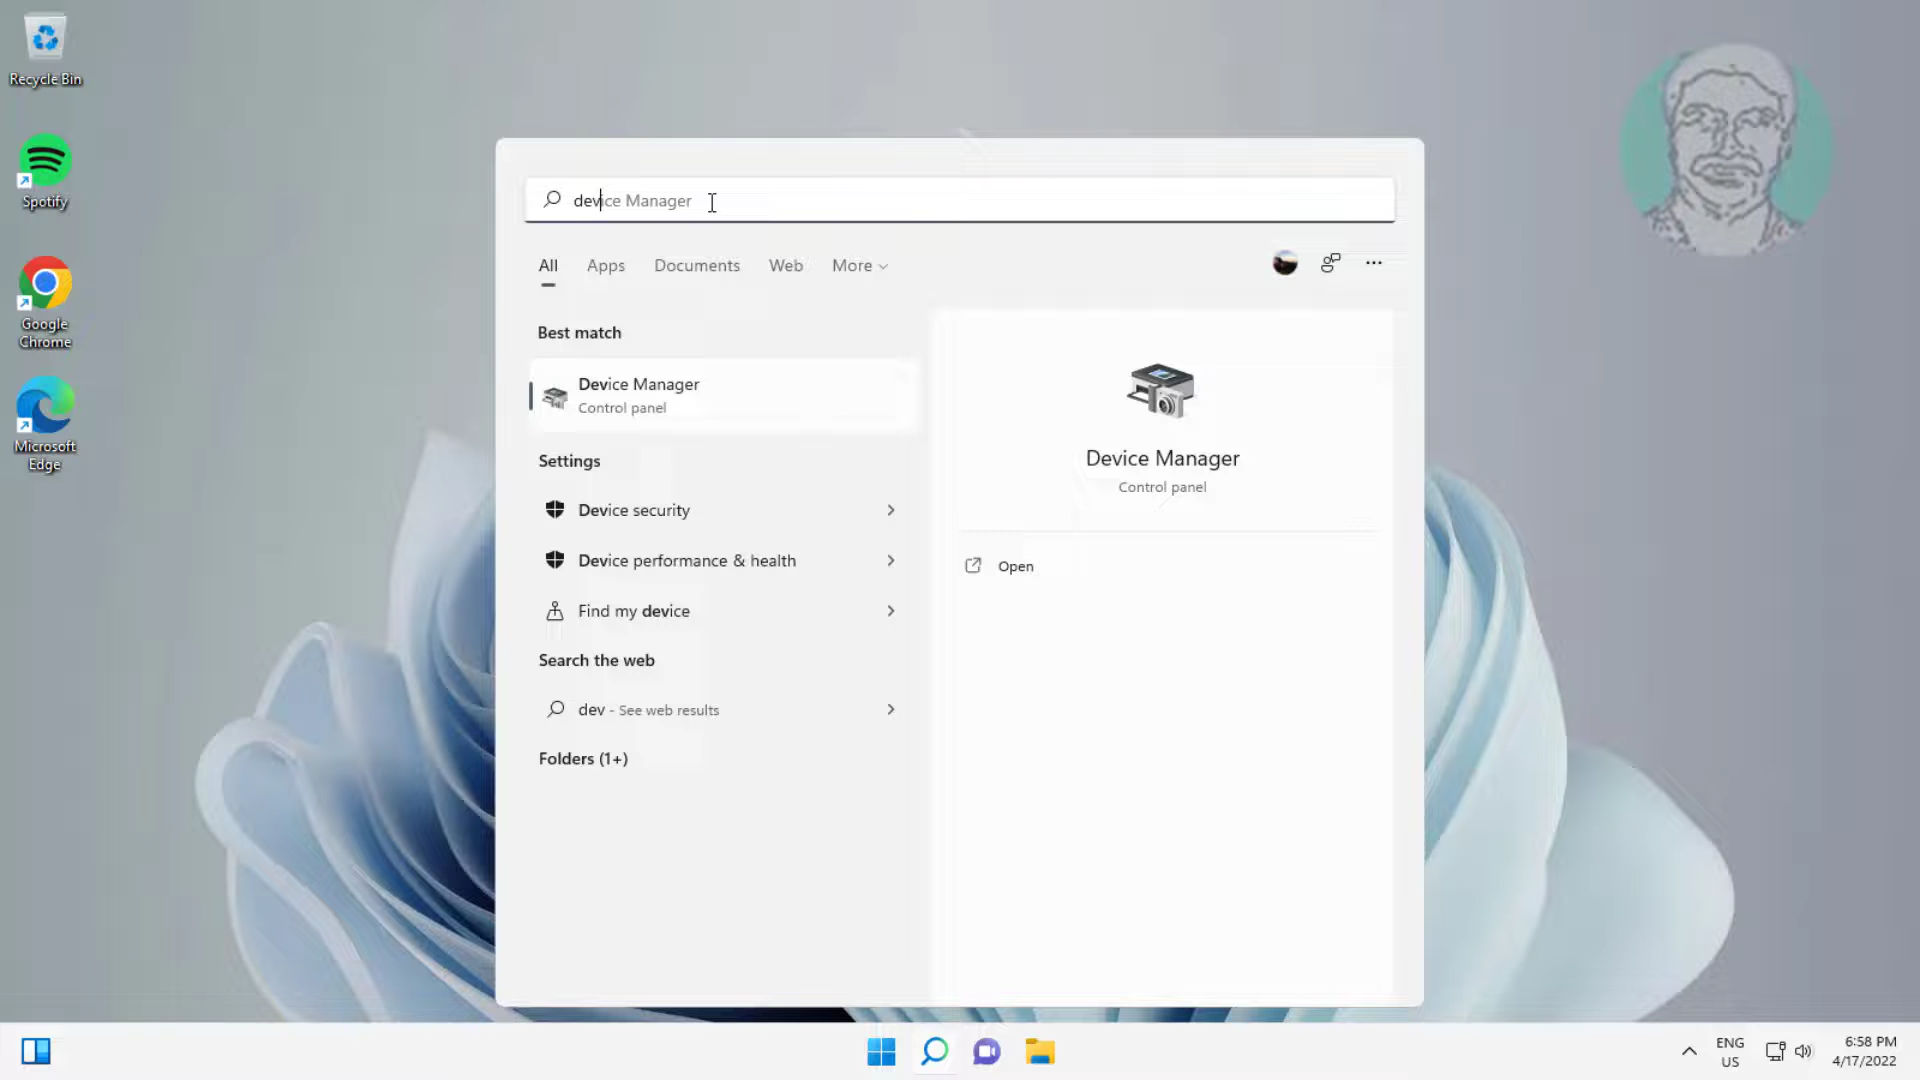 Recycle Bin
Spotify
Google
Chrome
Microsoft
Edge
device Manager
All
Apps
Documents
Web
More
Best match
Device Manager
Control panel
Settings
Device security
Device performance & health
Find my device
Search the web
dev - See web results
Folders (1+)
Device Manager
Control panel
Open
ENG
US
6:58 PM
4/17/2022